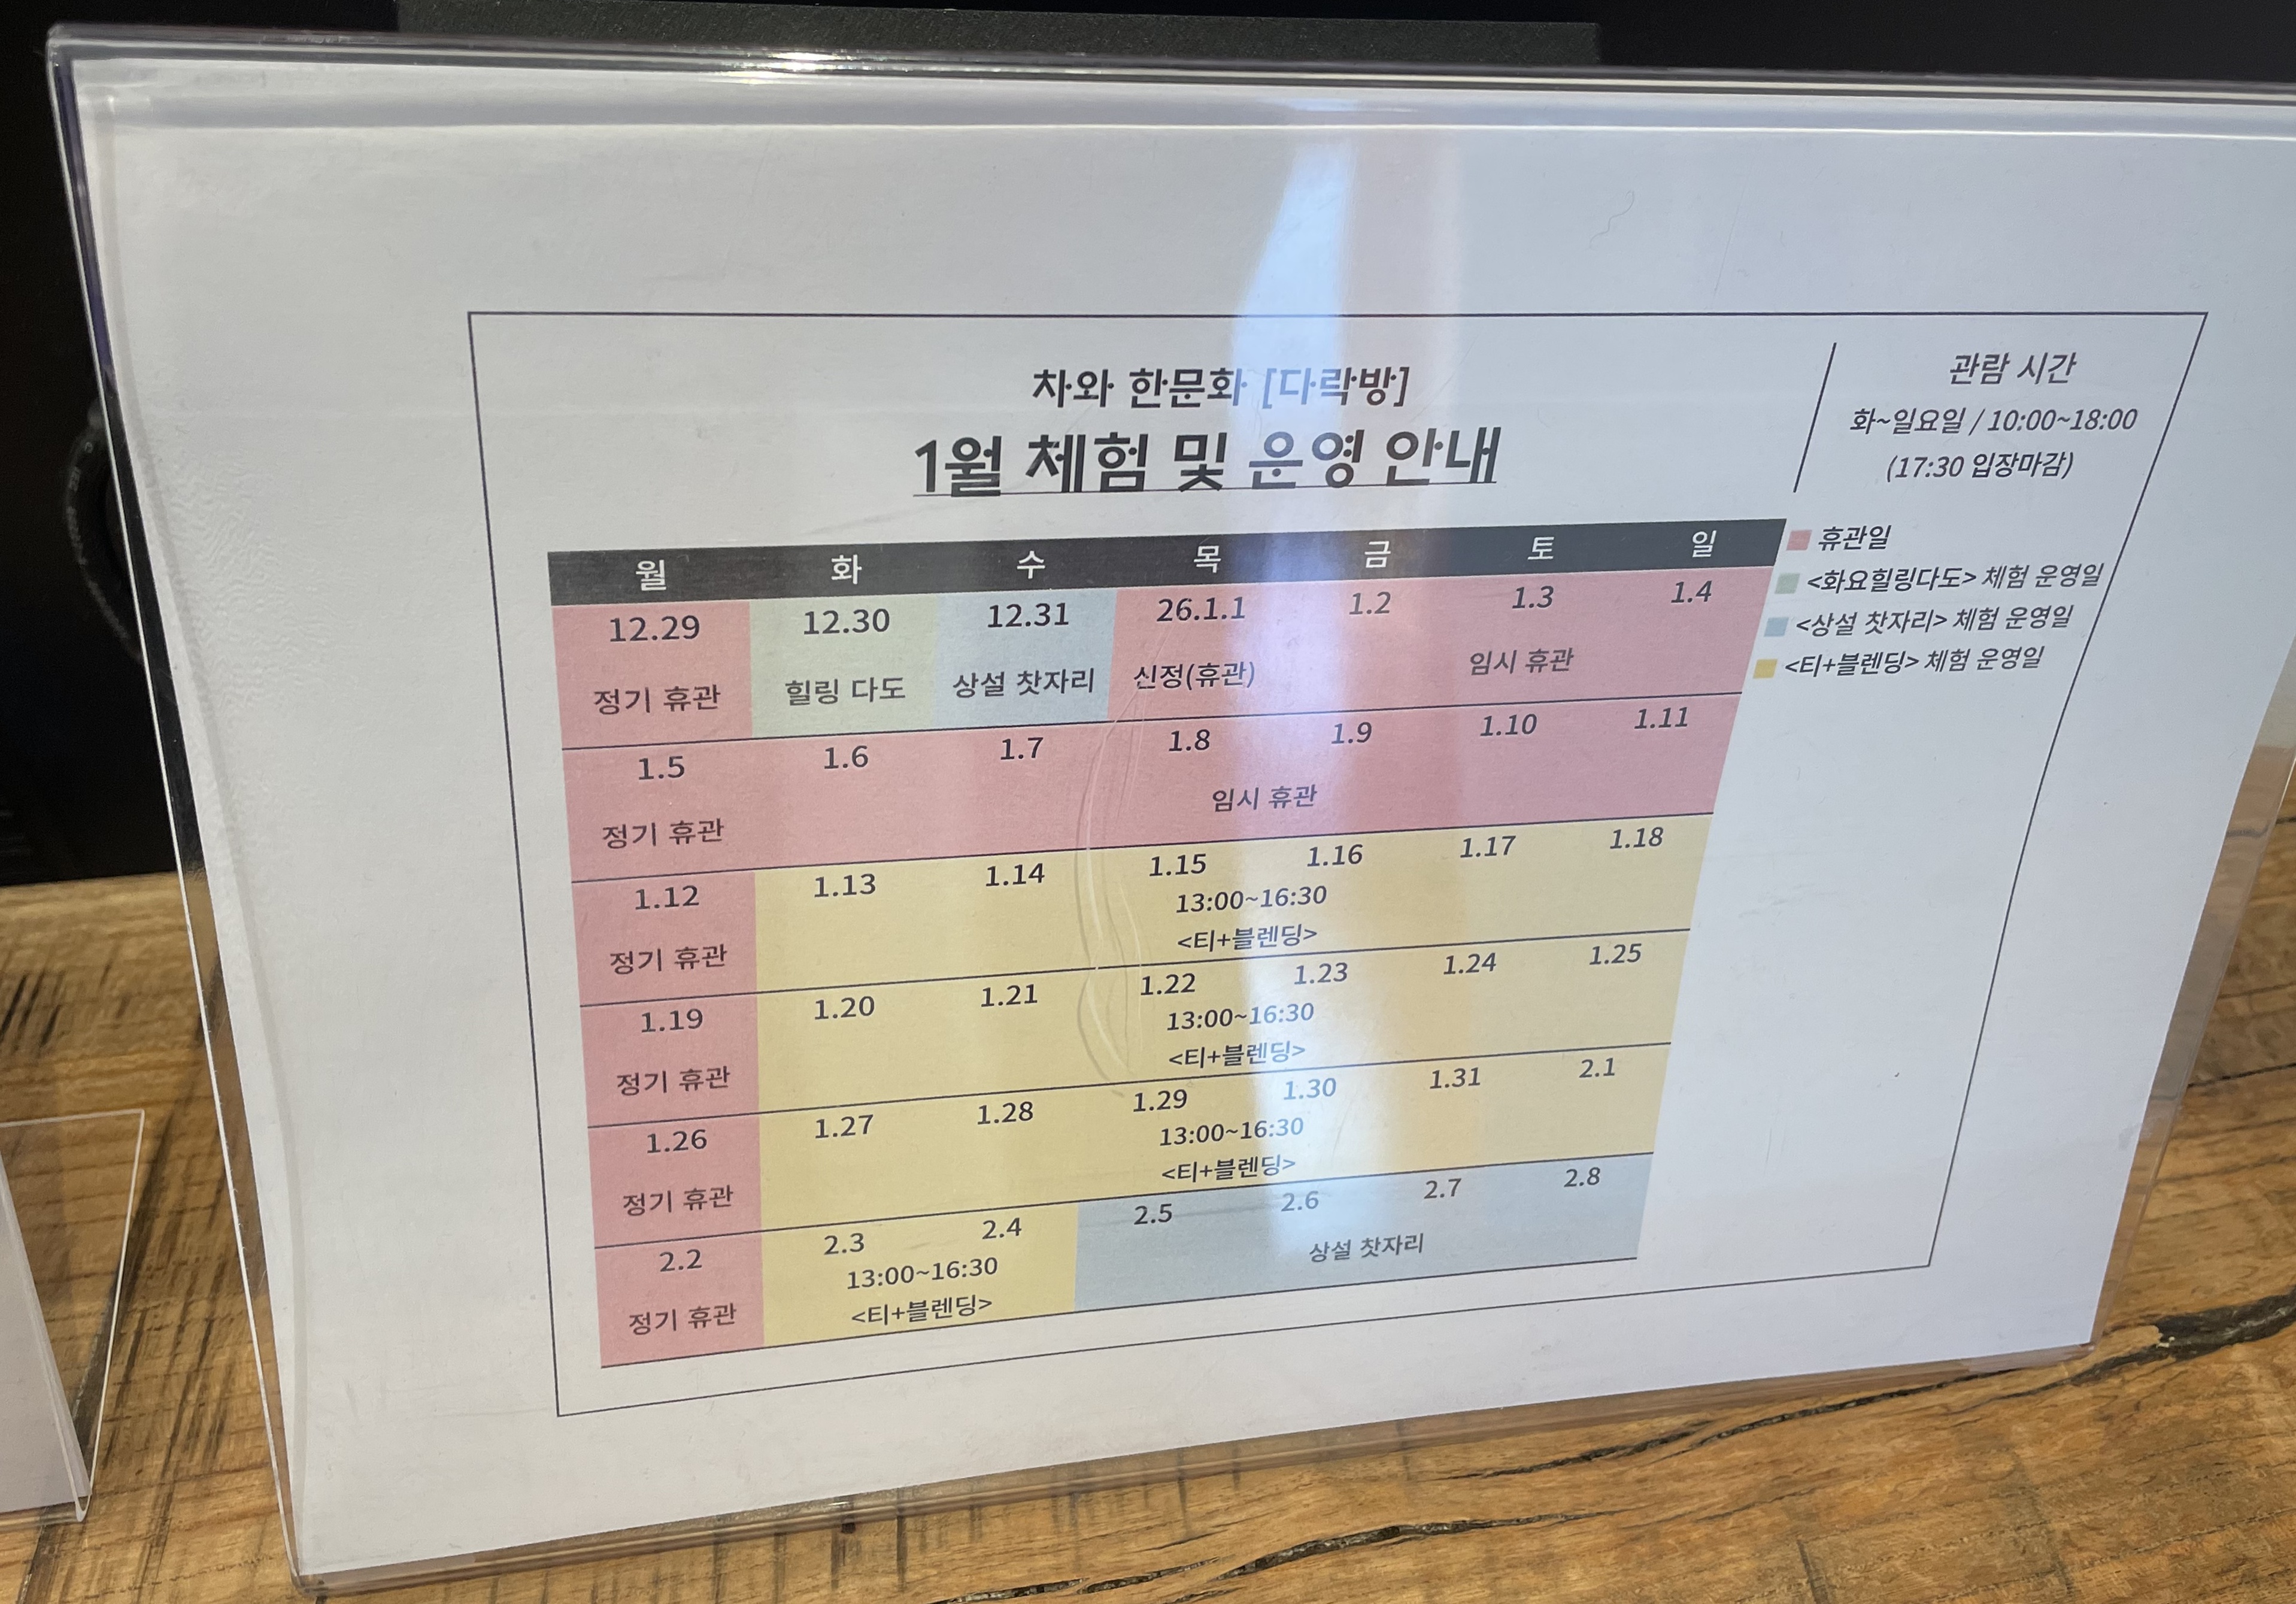 차와 한문화 [다락방]
1월 체험 및 운영 안내
관람 시간
화~일요일 / 10:00~18:00
(17:30 입장마감)
휴관일
<화요힐링다도> 체험 운영일
<상설 찻자리> 체험 운영일
<티+블렌딩> 체험 운영일
월 화 수 목 금 토 일
12.29 12.30 12.31 26.1.1 1.2 1.3 1.4
정기 휴관 힐링 다도 상설 찻자리 신정(휴관) 임시 휴관
1.5 1.6 1.7 1.8 1.9 1.10 1.11
정기 휴관 임시 휴관
1.12 1.13 1.14 1.15 1.16 1.17 1.18
13:00~16:30
정기 휴관 <티+블렌딩>
1.19 1.20 1.21 1.22 1.23 1.24 1.25
13:00~16:30
정기 휴관 <티+블렌딩>
1.26 1.27 1.28 1.29 1.30 1.31 2.1
13:00~16:30
정기 휴관 <티+블렌딩>
2.2 2.3 2.4 2.5 2.6 2.7 2.8
13:00~16:30 상설 찻자리
정기 휴관 <티+블렌딩>